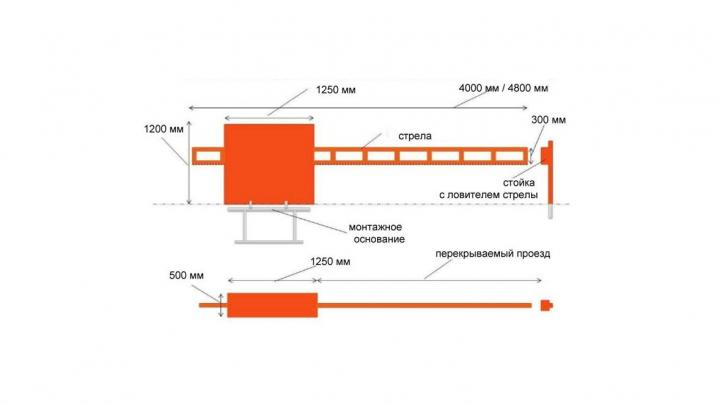 1250 мм
4000 мм / 4800 мм
1200 мм
300 мм
стрела
стойка
с ловителем стрелы
монтажное
основание
1250 мм
перекрываемый проезд
500 мм